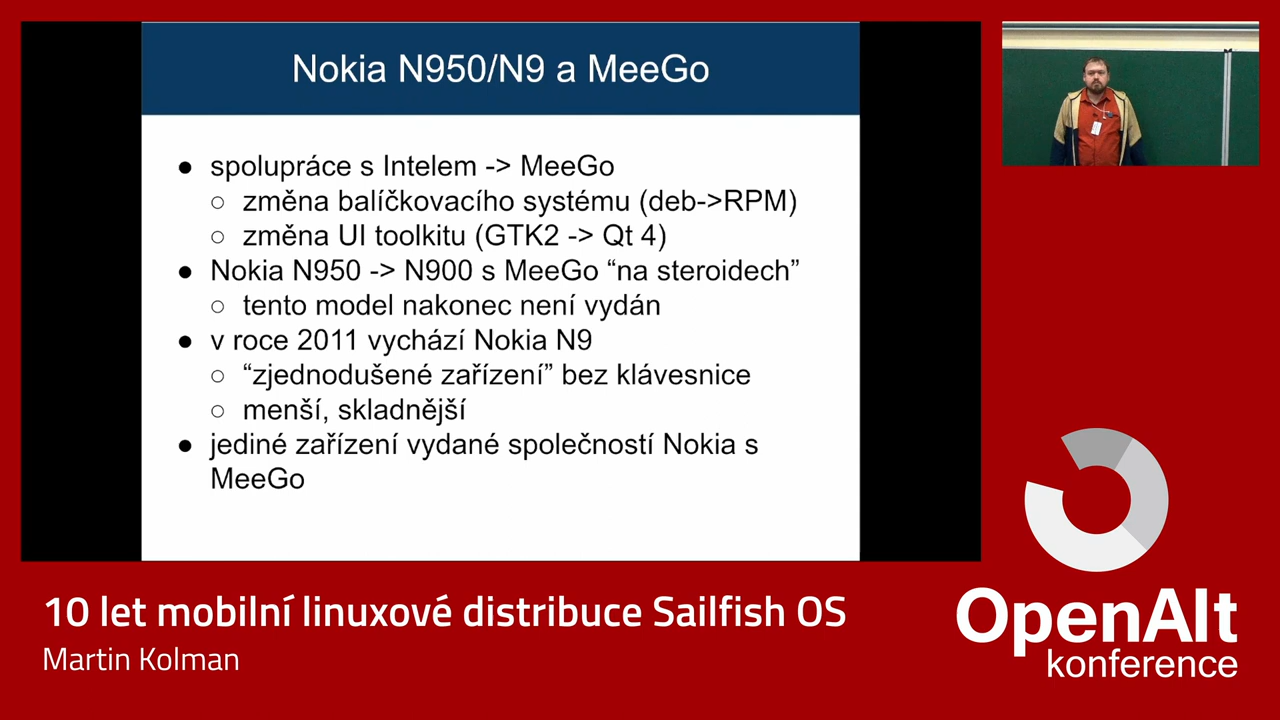 Nokia N950/N9 a MeeGo
● spolupráce s Intelem -> MeeGo
○ změna balíčkovacího systému (deb->RPM)
○ změna UI toolkitu (GTK2 -> Qt 4)
● Nokia N950 -> N900 s MeeGo “na steroidech”
○ tento model nakonec není vydán
● v roce 2011 vychází Nokia N9
○ “zjednodušené zařízení” bez klávesnice
○ menší, skladnější
● jediné zařízení vydané společností Nokia s
MeeGo
10 let mobilní linuxové distribuce Sailfish OS
Martin Kolman
OpenAlt
konference